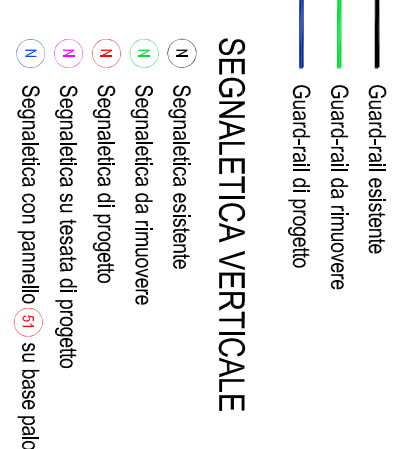 Guard-rail esistente
Guard-rail da rimuovere
Guard-rail di progetto
SEGNALETICA VERTICALE
N Segnaletica esistente
N Segnaletica da rimuovere
N Segnaletica di progetto
N Segnaletica su tesata di progetto
N Segnaletica con pannello 51 su base